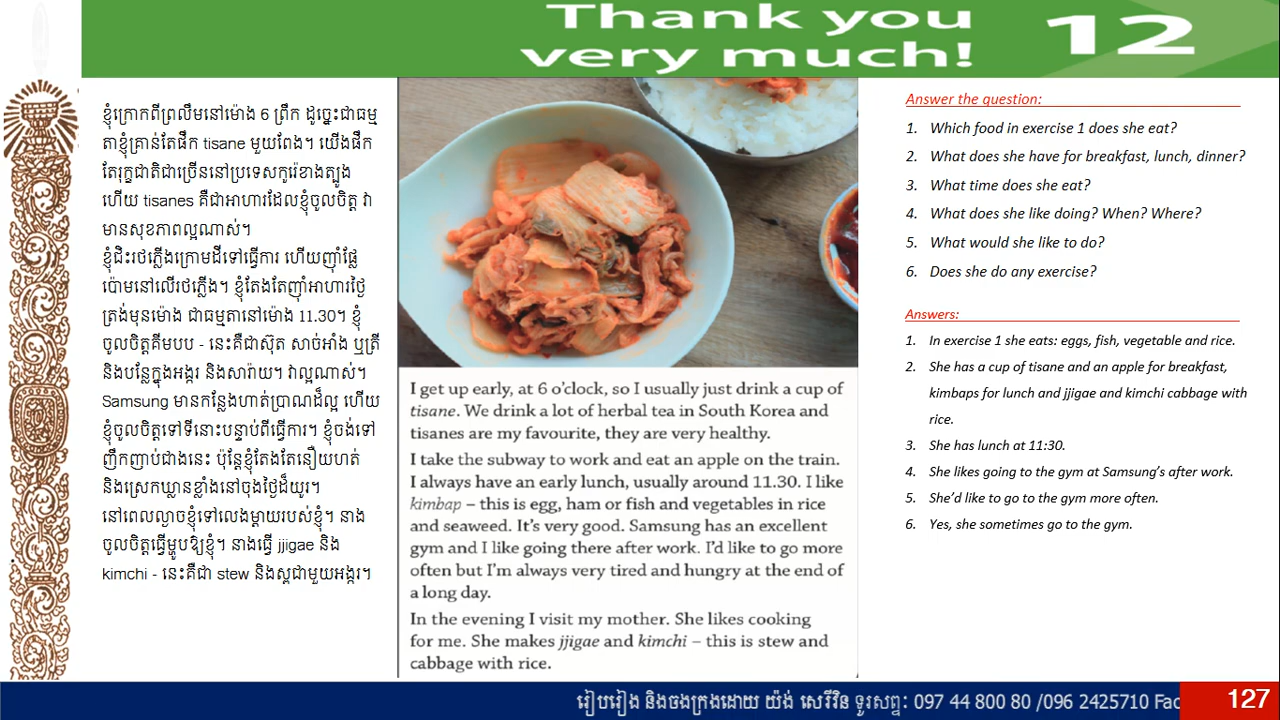 Thank you
very much!
12
ខ្ញុំក្រោកពីព្រលឹមនៅម៉ោង 6 ព្រឹក ដូច្នេះជាធម្ម
តាខ្ញុំគ្រាន់តែផឹក tisane មួយពែង។ យើងផឹក
តែរុក្ខជាតិជាច្រើននៅប្រទេសកូរ៉េខាងត្បូង
ហើយ tisanes គឺជាអាហារដែលខ្ញុំចូលចិត្ត វា
មានសុខភាពល្អណាស់។
ខ្ញុំជិះរថភ្លើងក្រោមដីទៅធ្វើការ ហើយញ៉ាំផ្លែ
ប៉ោមនៅលើរថភ្លើង។ ខ្ញុំតែងតែញ៉ាំអាហារថ្ងៃ
ត្រង់មុនម៉ោង ជាធម្មតានៅម៉ោង 11.30។ ខ្ញុំ
ចូលចិត្តគីមបប - នេះគឺជាស៊ុត សាច់អាំង ឬត្រី
និងបន្លែក្នុងអង្ករ និងសារ៉ាយ។ វាល្អណាស់។
Samsung មានកន្លែងហាត់ប្រាណដ៏ល្អ ហើយ
ខ្ញុំចូលចិត្តទៅទីនោះបន្ទាប់ពីធ្វើការ។ ខ្ញុំចង់ទៅ
ញឹកញាប់ជាងនេះ ប៉ុន្តែខ្ញុំតែងតែនឿយហត់
និងស្រេកឃ្លានខ្លាំងនៅចុងថ្ងៃដ៏យូរ។
នៅពេលល្ងាចខ្ញុំទៅលេងម្តាយរបស់ខ្ញុំ។ នាង
ចូលចិត្តធ្វើម្ហូបឱ្យខ្ញុំ។ នាងធ្វើ jjigae និង
kimchi - នេះគឺជា stew និងស្ពជាមួយអង្ករ។
I get up early, at 6 o'clock, so I usually just drink a cup of
tisane. We drink a lot of herbal tea in South Korea and
tisanes are my favourite, they are very healthy.
I take the subway to work and eat an apple on the train.
I always have an early lunch, usually around 11.30. I like
kimbap – this is egg, ham or fish and vegetables in rice
and seaweed. It's very good. Samsung has an excellent
gym and I like going there after work. I'd like to go more
often but I'm always very tired and hungry at the end of
a long day.
In the evening I visit my mother. She likes cooking
for me. She makes jjigae and kimchi – this is stew and
cabbage with rice.
Answer the question:
1. Which food in exercise 1 does she eat?
2. What does she have for breakfast, lunch, dinner?
3. What time does she eat?
4. What does she like doing? When? Where?
5. What would she like to do?
6. Does she do any exercise?
Answers:
1. In exercise 1 she eats: eggs, fish, vegetable and rice.
2. She has a cup of tisane and an apple for breakfast,
kimbaps for lunch and jjigae and kimchi cabbage with
rice.
3. She has lunch at 11:30.
4. She likes going to the gym at Samsung's after work.
5. She'd like to go to the gym more often.
6. Yes, she sometimes go to the gym.
រៀបរៀង និងចងក្រងដោយ យ៉ង់ សេរីវិន ទូរសព្ទ: 097 44 800 80 /096 2425710 Fac
127